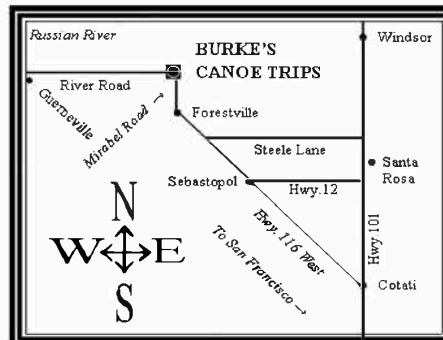 Russian River
BURKE'S
CANOE TRIPS
Windsor
River Road
Guerneville
Mirabel Road →
Forestville
Steele Lane
Santa
Rosa
Sebastopol
Hwy.12
Hwy. 116 West
To San Francisco →
Hwy. 101
Cotati
N
W E
S